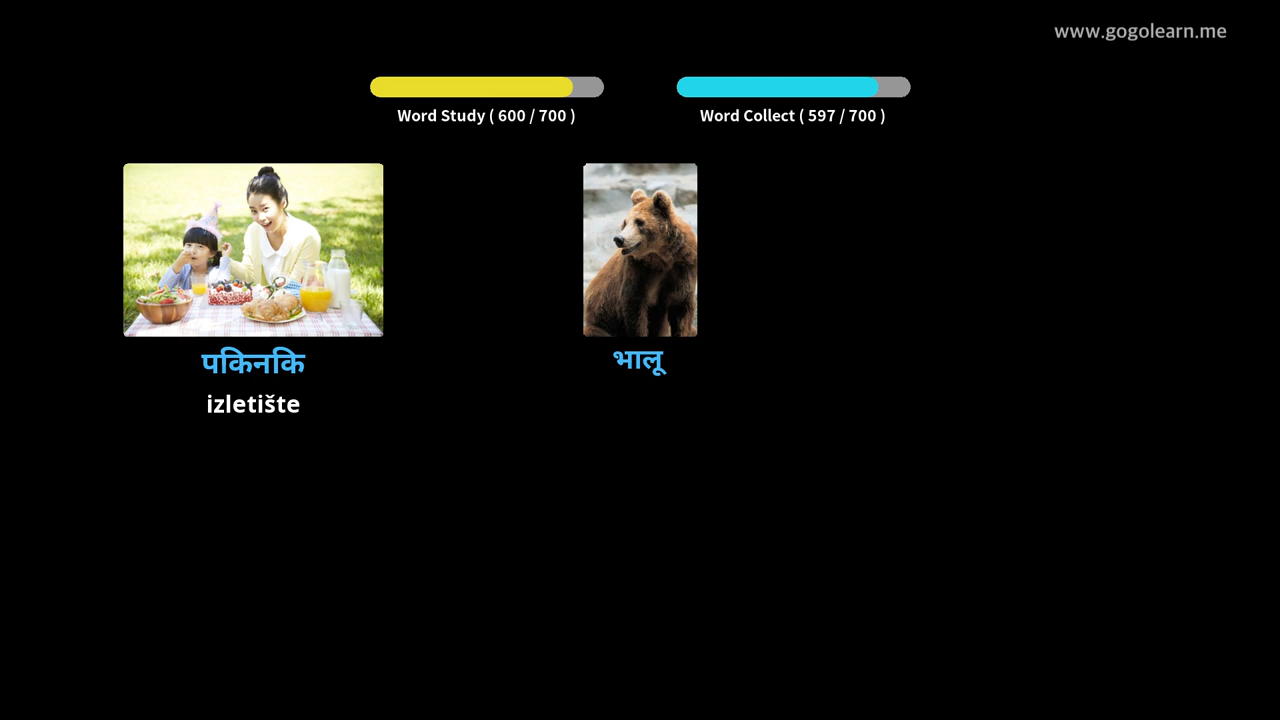 www.gogolearn.me
Word Study ( 600 / 700 )
Word Collect ( 597 / 700 )
पकिनकि
izletište
भालू